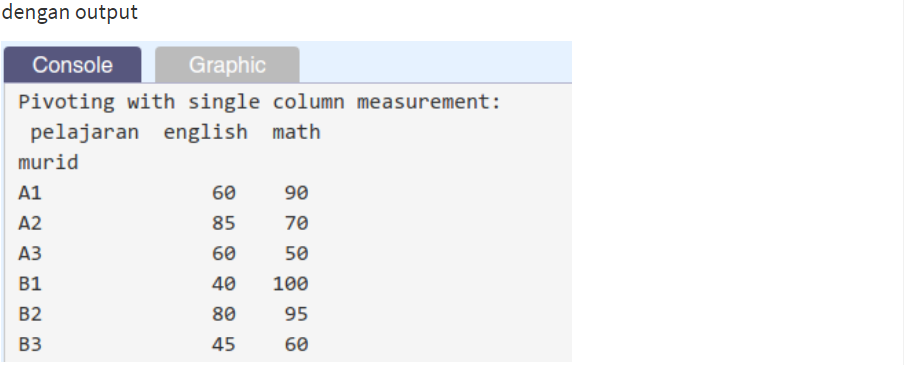 dengan output
Console Graphic
Pivoting with single column measurement:
pelajaran english math
murid
A1 60 90
A2 85 70
A3 60 50
B1 40 100
B2 80 95
B3 45 60